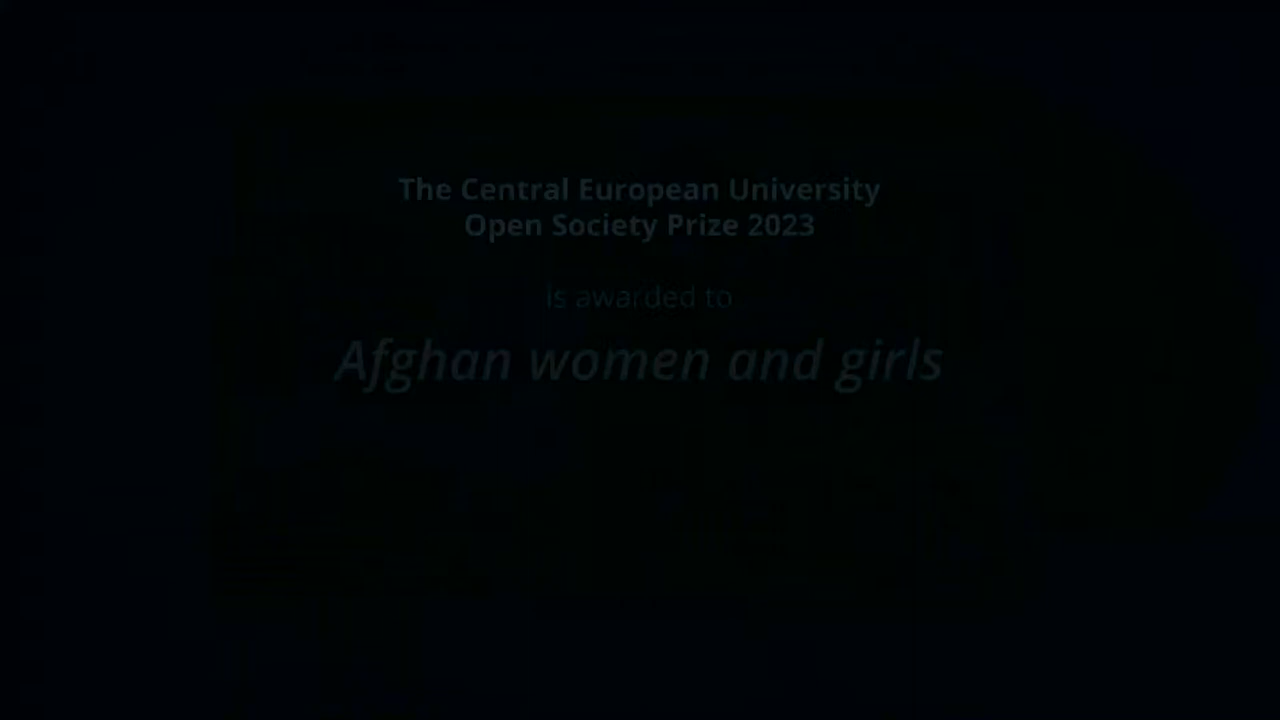 The Central European University
Open Society Prize 2023
is awarded to
Afghan women and girls